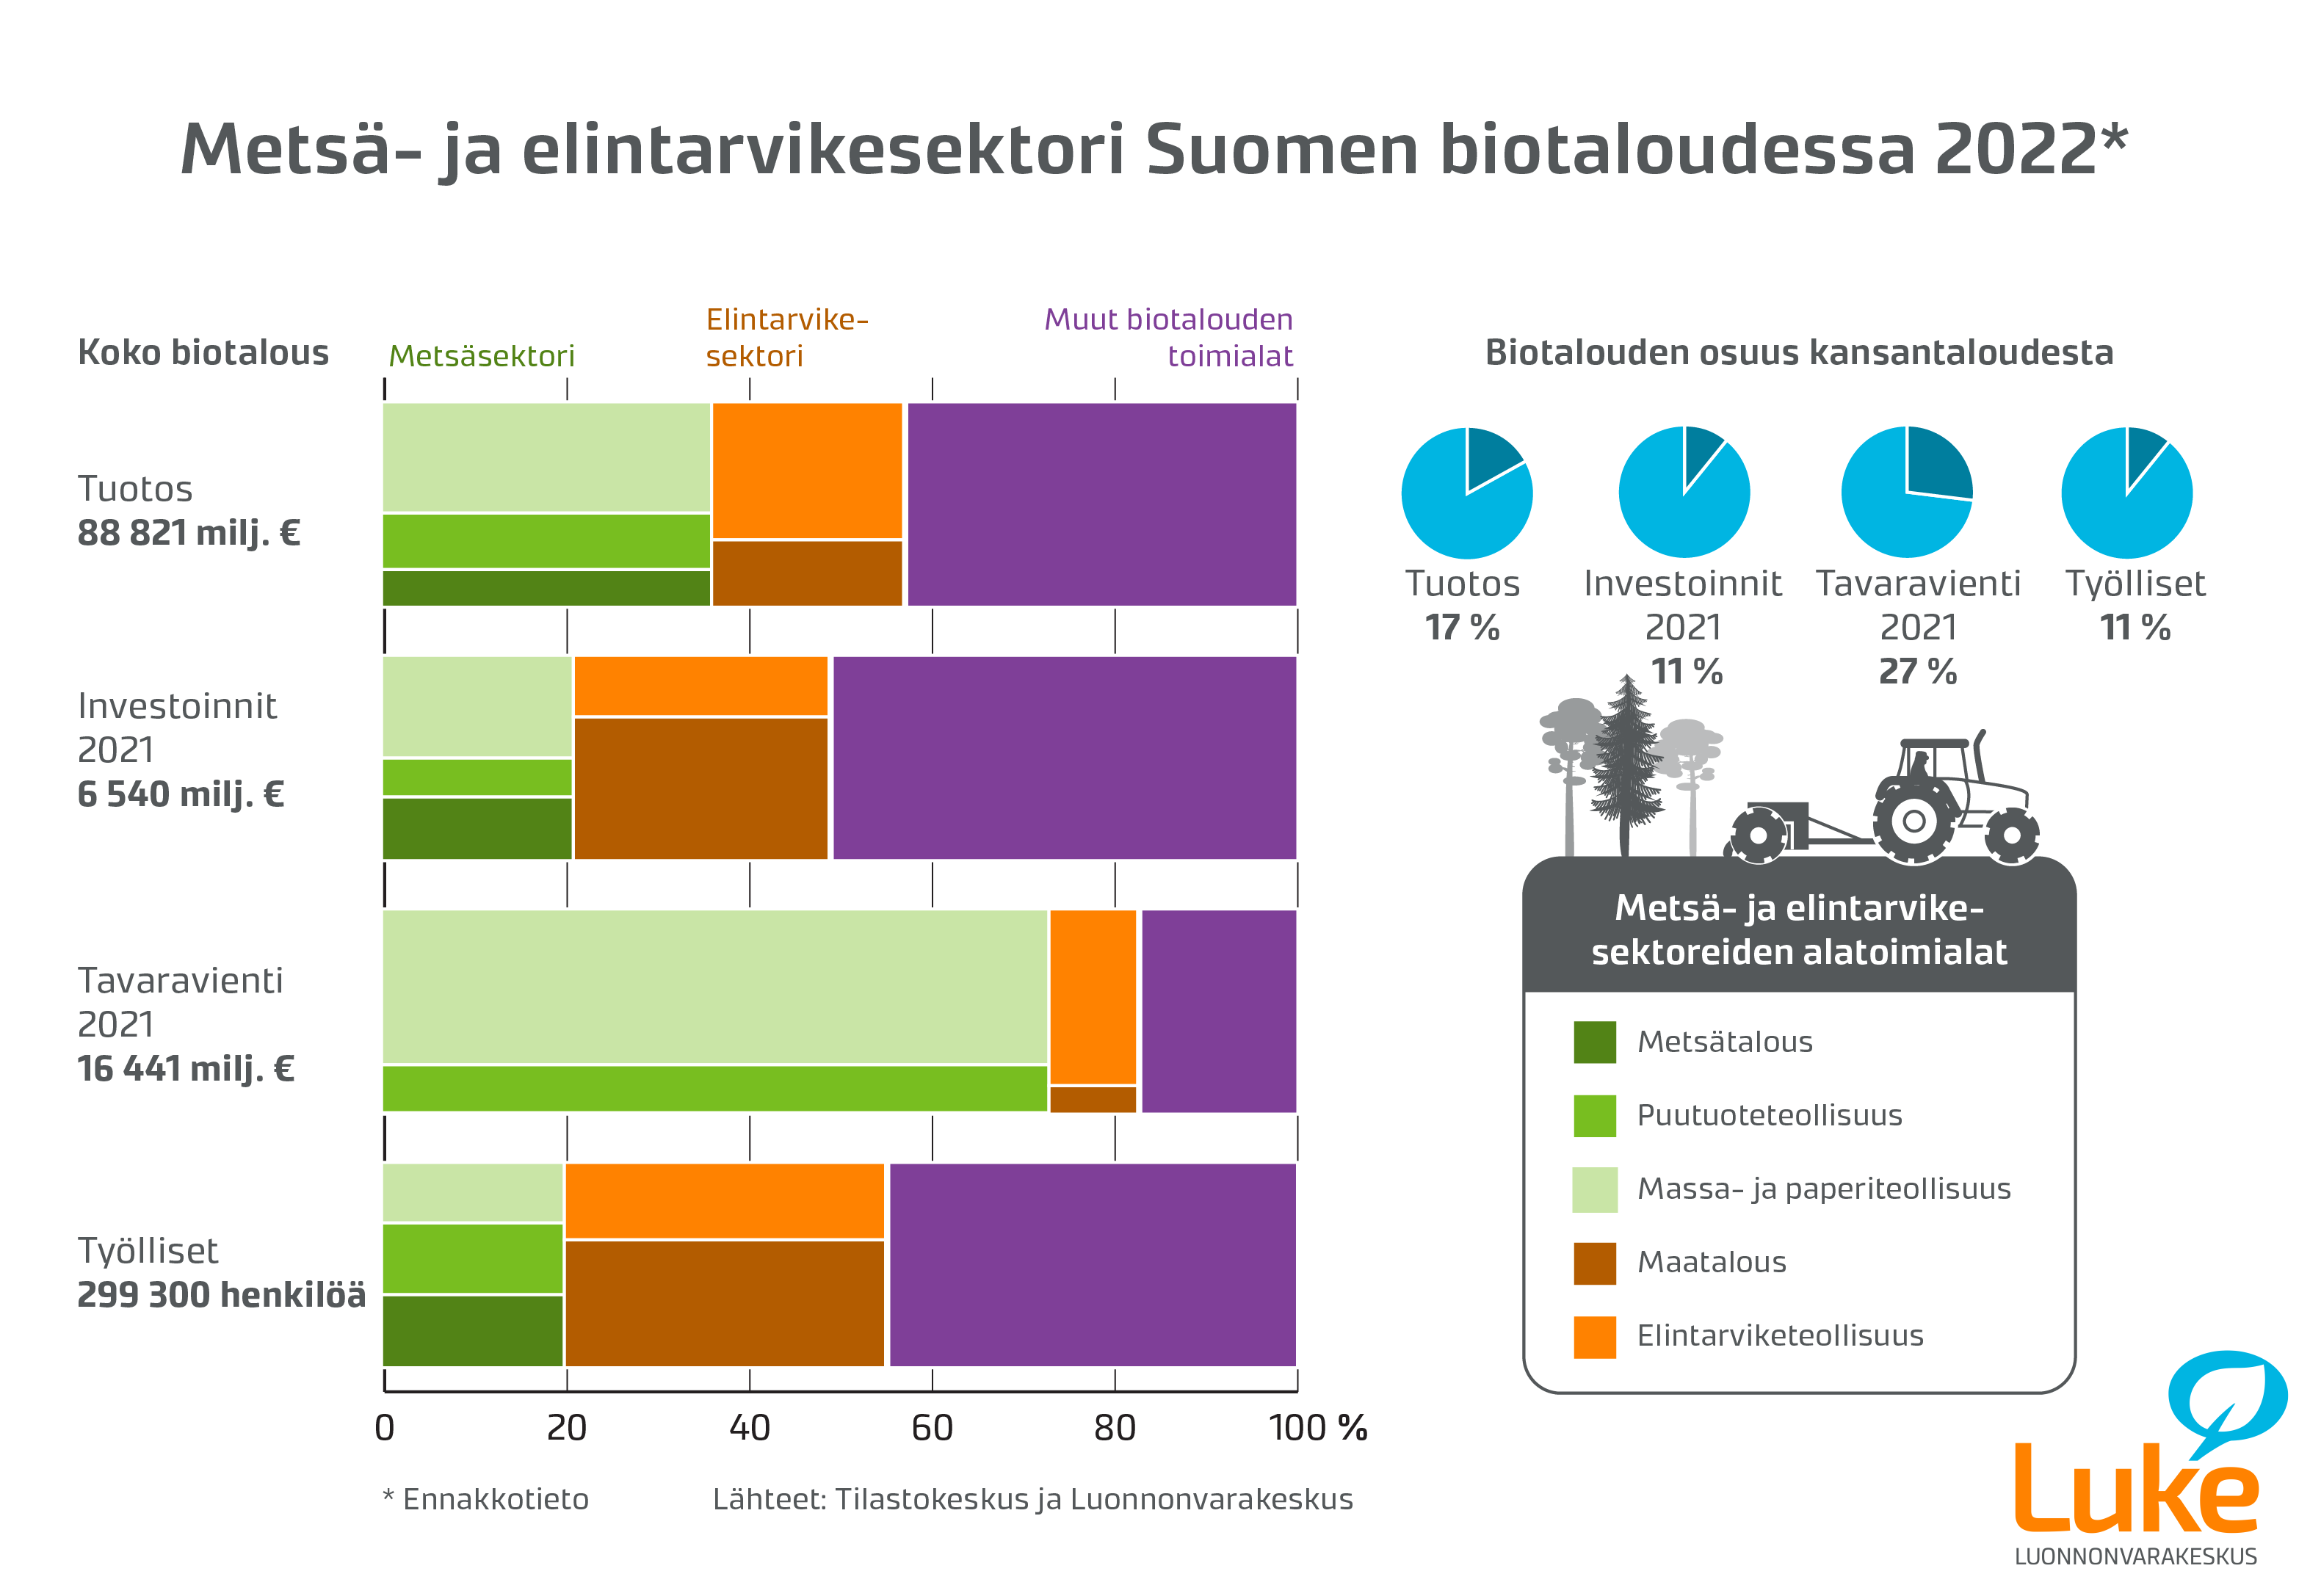 Metsä- ja elintarvikesektori Suomen biotaloudessa 2022*
Koko biotalous
Metsäsektori
Elintarvike-
sektori
Muut biotalouden
toimialat
Tuotos
88 821 milj. €
Investoinnit
2021
6 540 milj. €
Tavaravienti
2021
16 441 milj. €
Työlliset
299 300 henkilöä
0 20 40 60 80 100 %
* Ennakkotieto
Lähteet: Tilastokeskus ja Luonnonvarakeskus
Biotalouden osuus kansantaloudesta
Tuotos
17 %
Investoinnit
2021
11 %
Tavaravienti
2021
27 %
Työlliset
11 %
Metsä- ja elintarvike-
sektoreiden alatoimialat
Metsätalous
Puutuoteteollisuus
Massa- ja paperiteollisuus
Maatalous
Elintarviketeollisuus
Luke
LUONNONVARAKESKUS